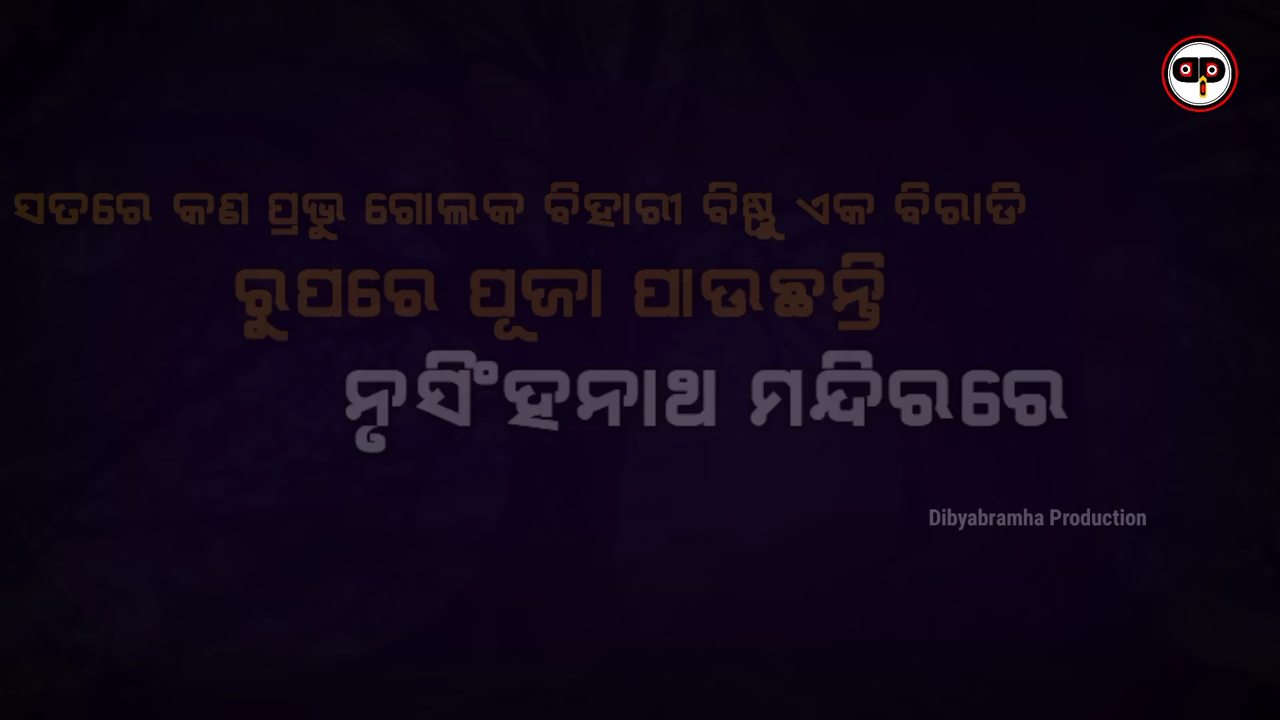 ସତରେ କଣ ପ୍ରଭୁ ଗୋଲକ ବିହାରୀ ବିଷ୍ଣୁ ଏକ ବିରାଡି
ରୁପରେ ପୂଜା ପାଉଛନ୍ତି
ନୃସିଂହନାଥ ମନ୍ଦିରରେ
Dibyabramha Production